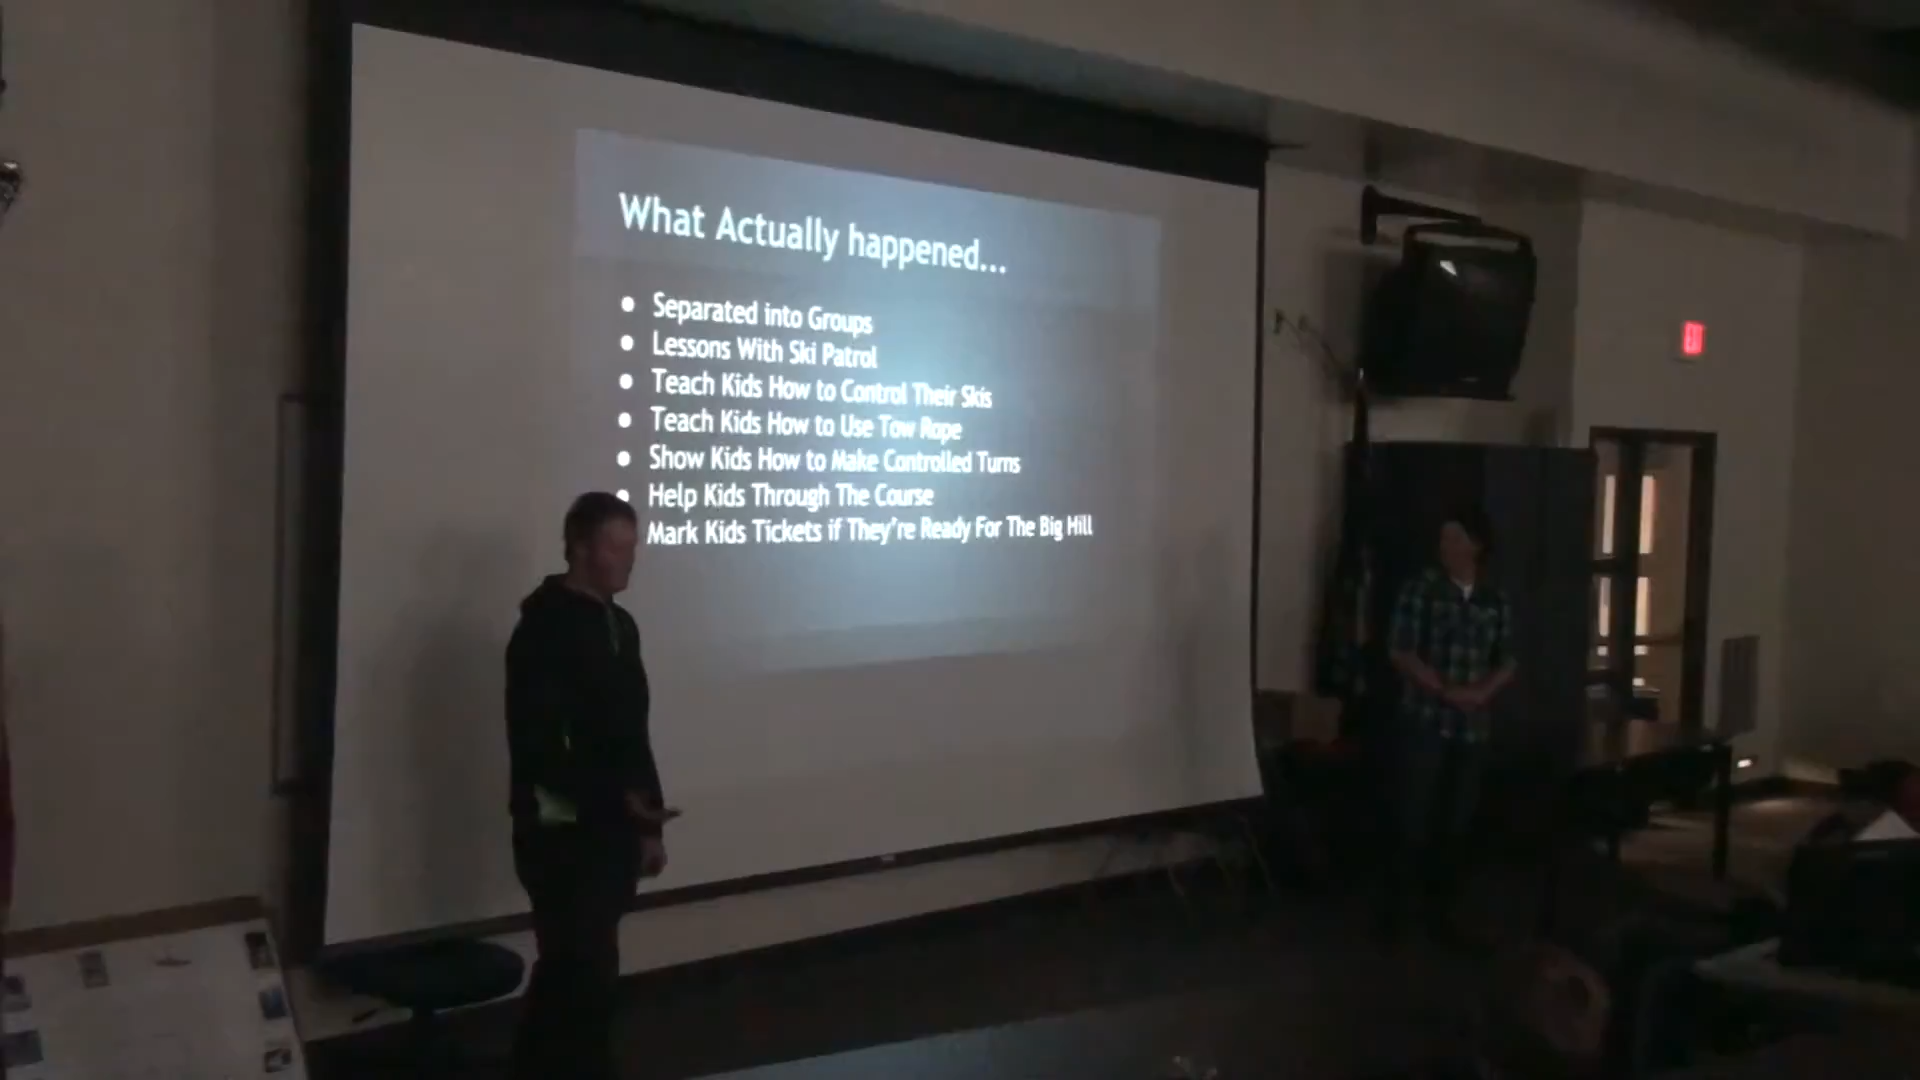 What Actually happened...
● Separated into Groups
● Lessons With Ski Patrol
● Teach Kids How to Control Their Skis
● Teach Kids How to Use Tow Rope
● Show Kids How to Make Controlled Turns
● Help Kids Through The Course
Mark Kids Tickets if They're Ready For The Big Hill